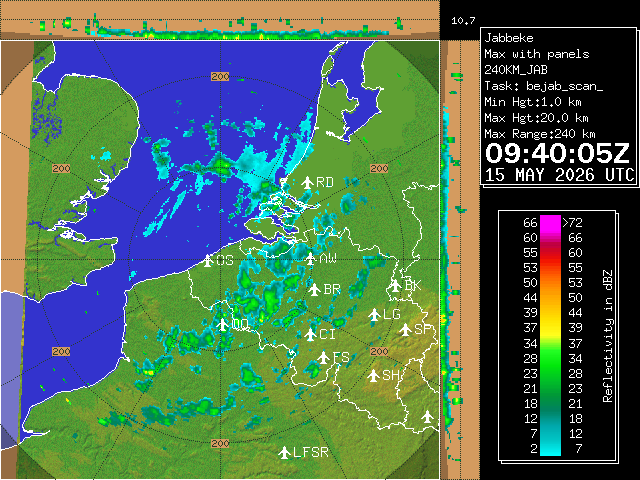 10.7
Jabbeke
Max with panels
240KM_JAB
Task: bejab_scan_
Min Hgt:1.0 km
Max Hgt:20.0 km
Max Range:240 km
09:40:05Z
15 MAY 2026 UTC
200
200
200
RD
LZ
OS
AW
BR
BK
WO
LG
CI
SP
200
FS
200
SH
200
LFSR
66 >72
60 66
55 60
53 55
50 53
44 50
39 44
37 39
34 37
28 34
23 28
21 23
18 21
12 18
7 12
2 7
Reflectivity in dBZ